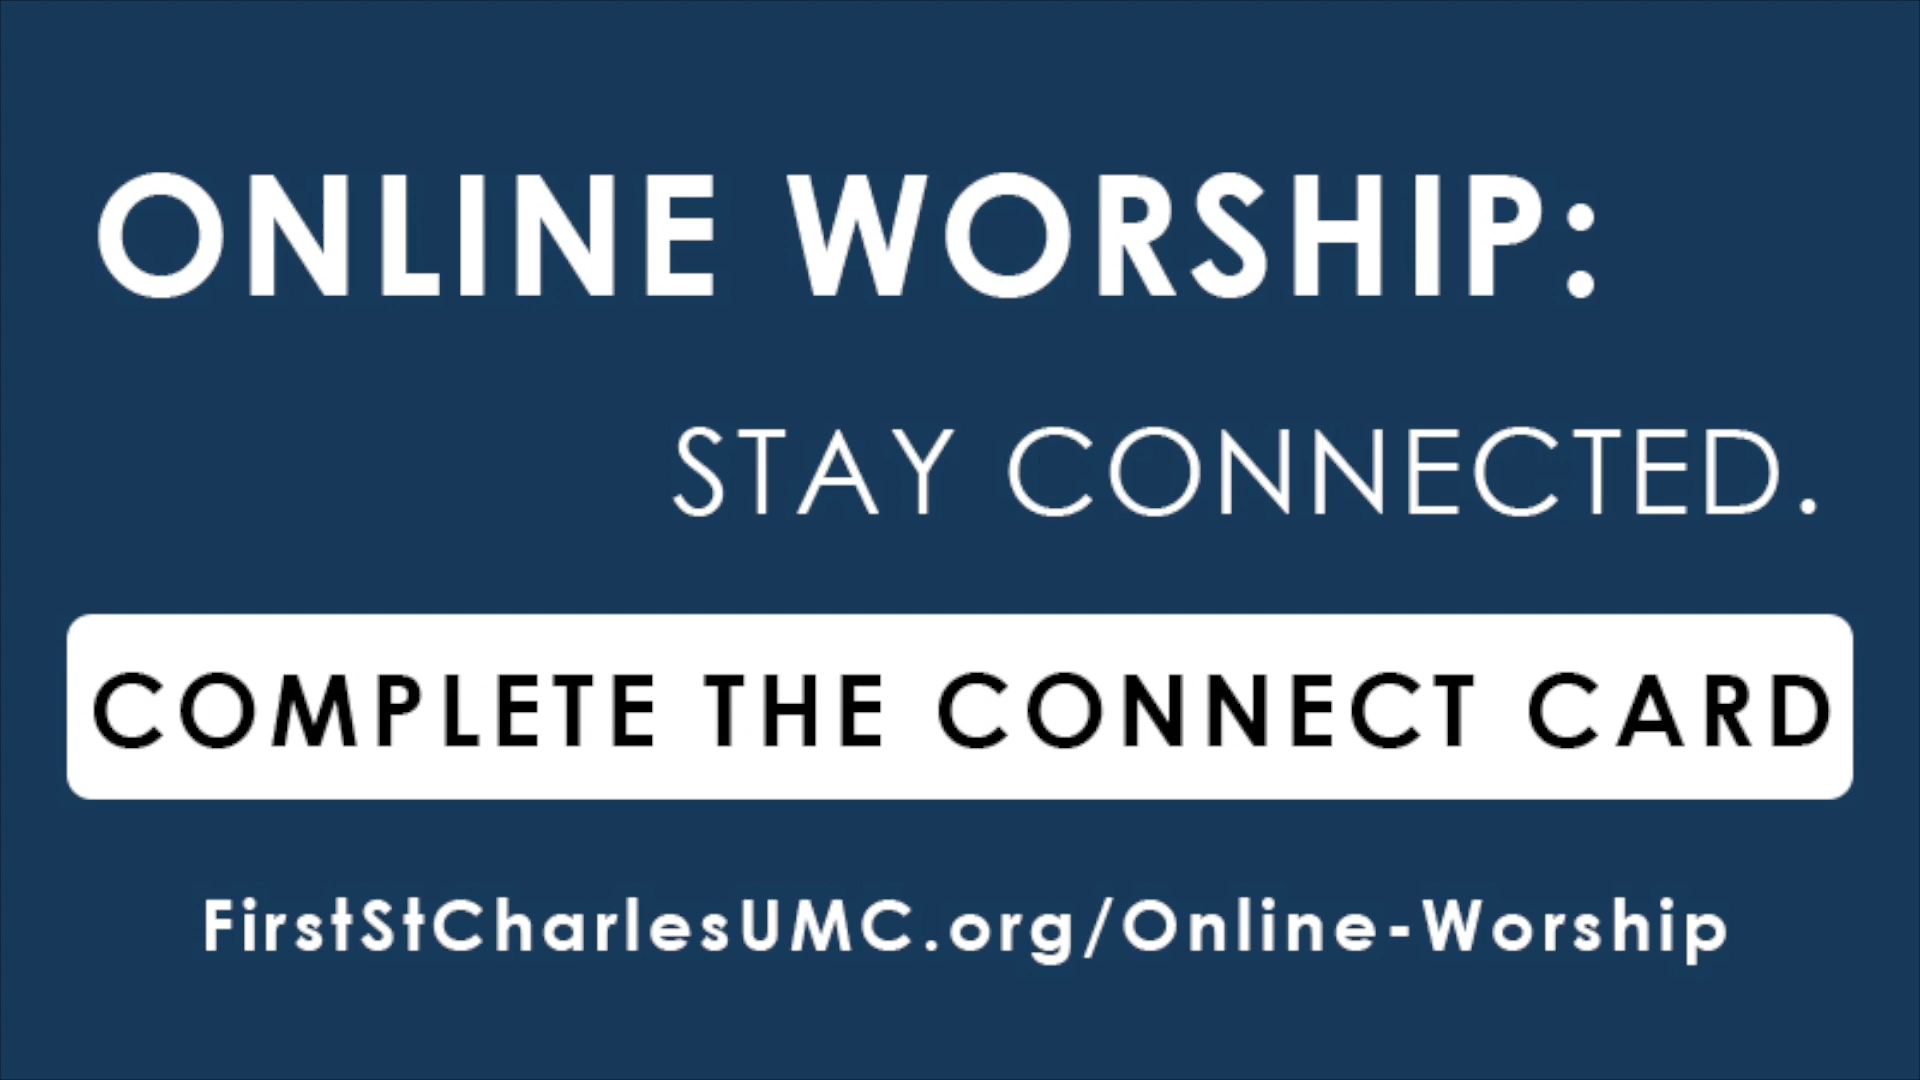 ONLINE WORSHIP:
STAY CONNECTED.
COMPLETE THE CONNECT CARD
FirstStCharlesUMC.org/Online-Worship